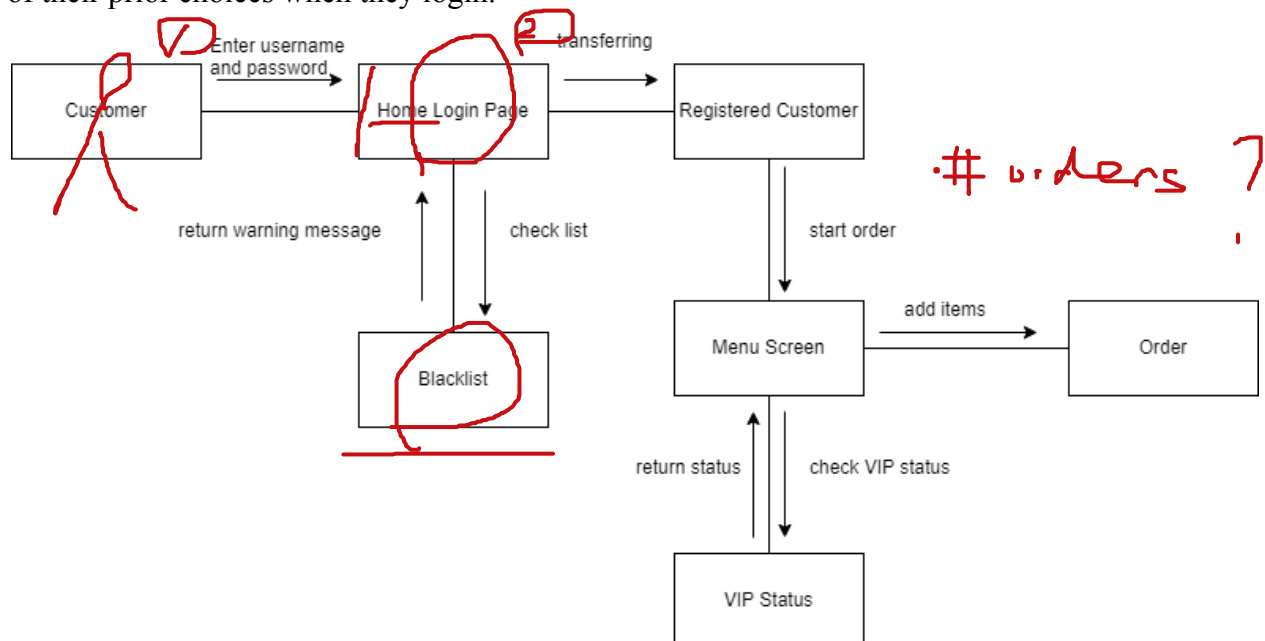 of their prior choices when they login.
2
Enter username
and password
transferring
Customer
Home Login Page
Registered Customer
# orders ?
return warning message
check list
start order
add items
Blacklist
Menu Screen
Order
return status
check VIP status
VIP Status